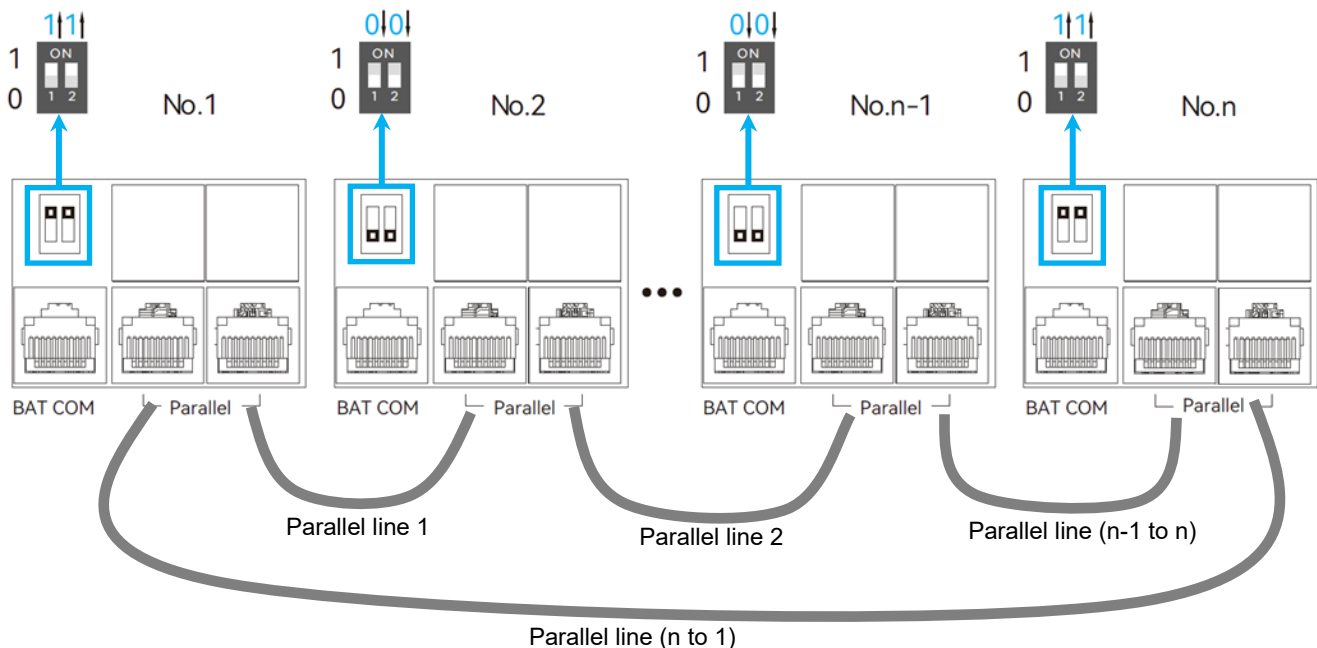 1↑1↑ 0↓0↓ 0↓0↓ 1↑1↑
1 ON 1 ON 1 ON 1 ON
0 1 2 No.1 0 1 2 No.2 0 1 2 No.n-1 0 1 2 No.n
•••
BAT COM Parallel BAT COM Parallel BAT COM Parallel BAT COM Parallel
Parallel line 1 Parallel line 2 Parallel line (n-1 to n)
Parallel line (n to 1)